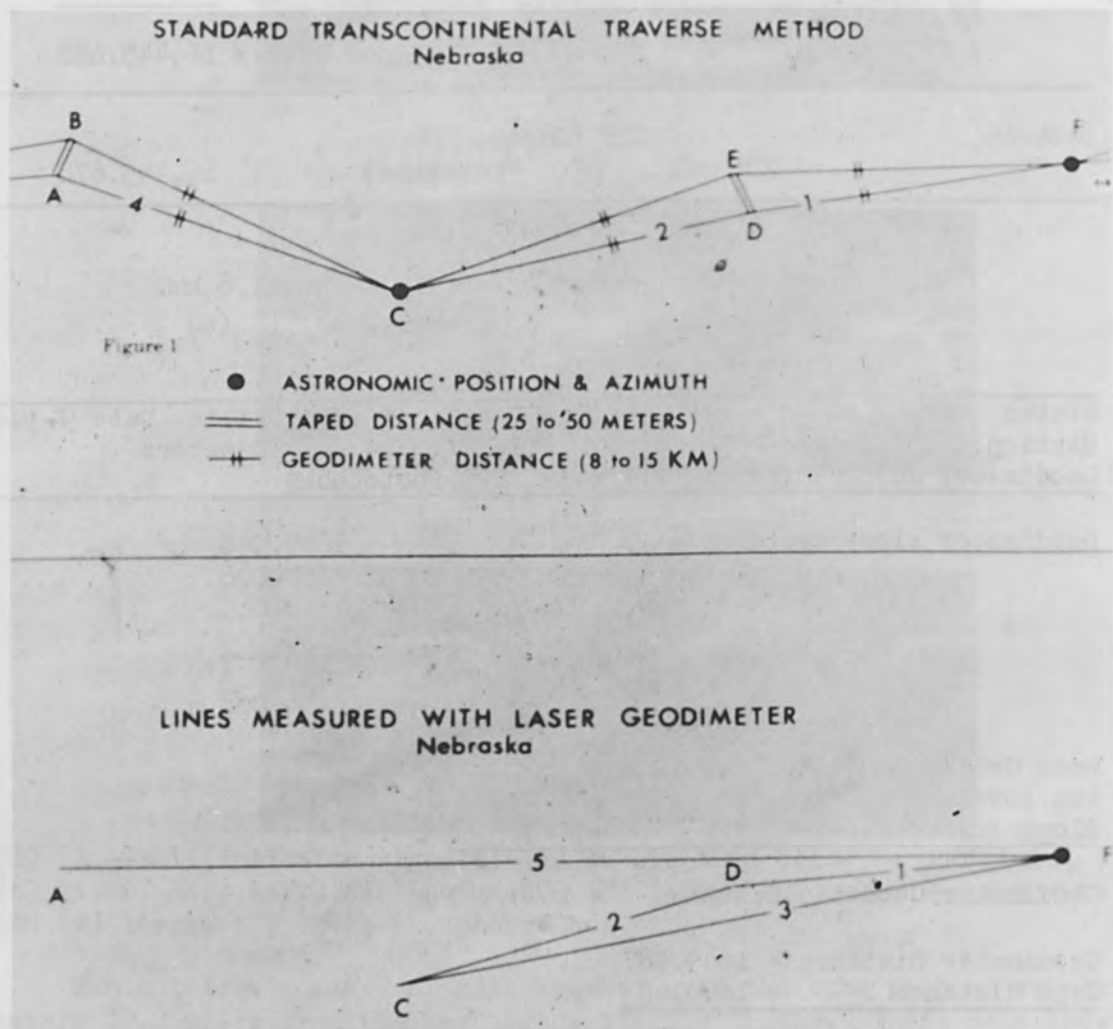 STANDARD TRANSCONTINENTAL TRAVERSE METHOD
Nebraska
B
E
F
A
4
2
D
1
C
Figure 1
ASTRONOMIC POSITION & AZIMUTH
TAPED DISTANCE (25 to 50 METERS)
GEODIMETER DISTANCE (8 to 15 KM)
LINES MEASURED WITH LASER GEODIMETER
Nebraska
A
5
D
1
F
2
3
C